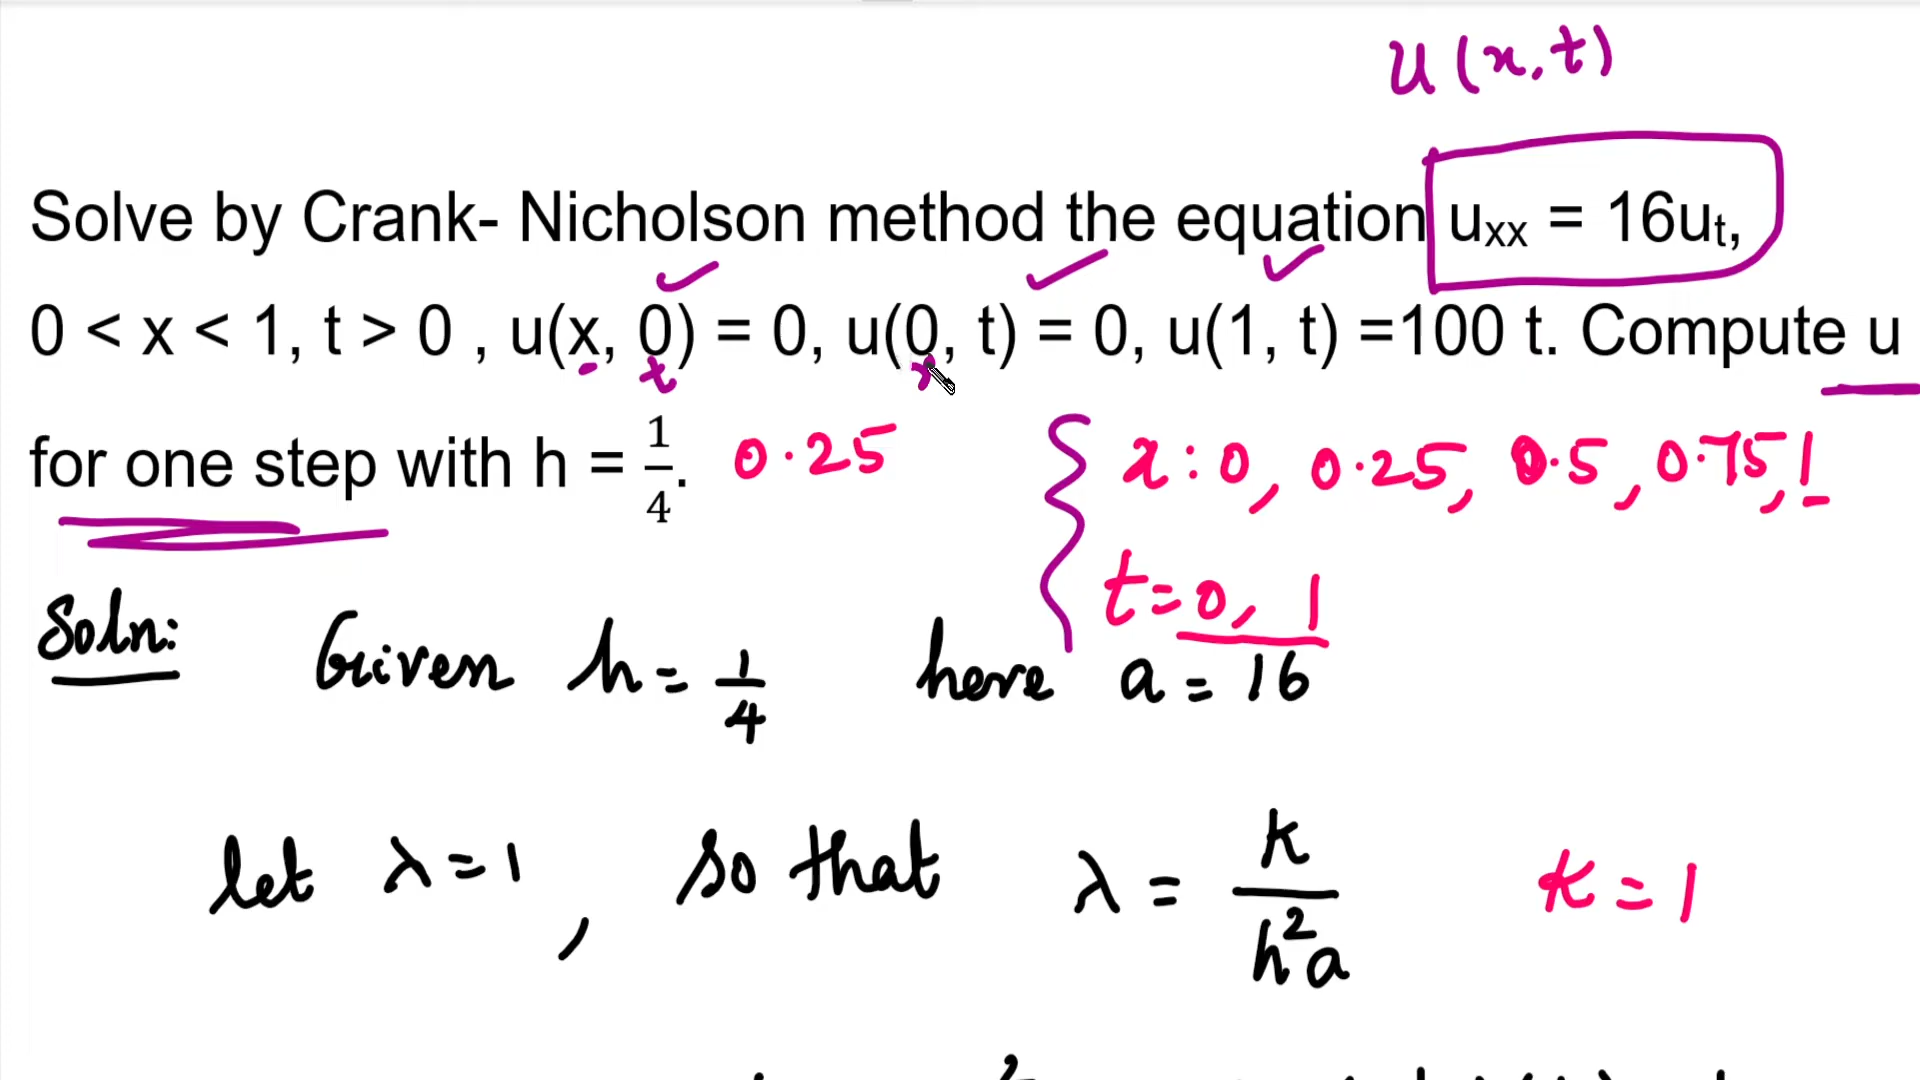 u(x,t)
Solve by Crank- Nicholson method the equation uxx = 16ut,
0 < x < 1, t > 0 , u(x, 0) = 0, u(0, t) = 0, u(1, t) =100 t. Compute u
t x
for one step with h = 1/4. 0.25 x: 0, 0.25, 0.5, 0.75, 1
t=0, 1
Soln: Given h = 1/4 here a = 16
let λ=1, so that λ = k/h²a k = 1